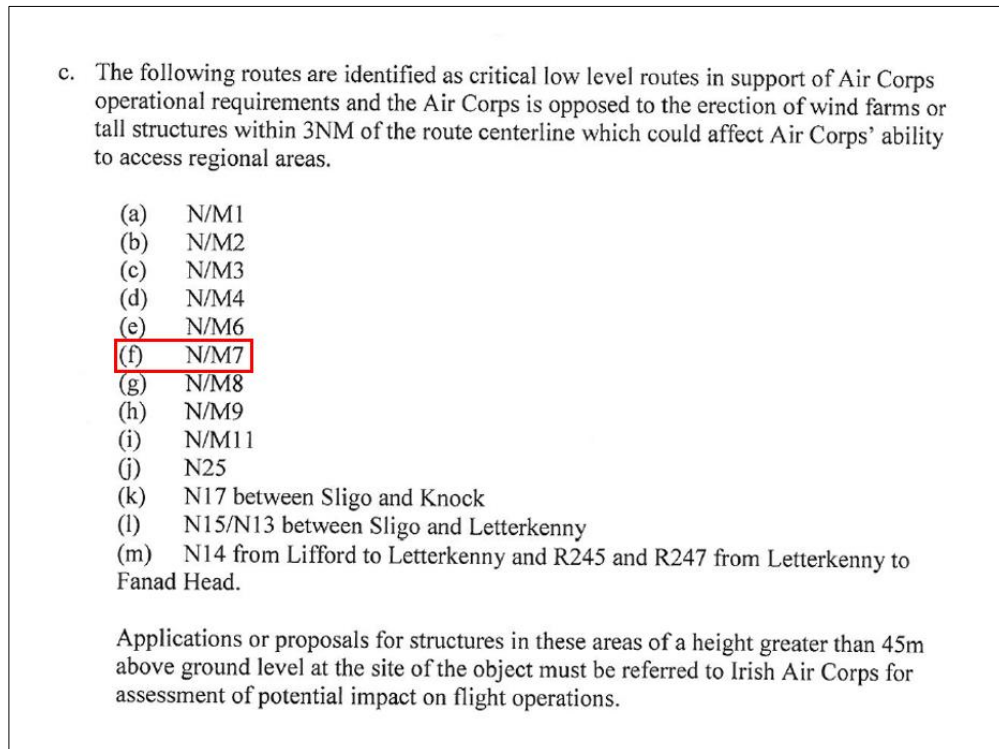 c. The following routes are identified as critical low level routes in support of Air Corps
operational requirements and the Air Corps is opposed to the erection of wind farms or
tall structures within 3NM of the route centerline which could affect Air Corps' ability
to access regional areas.
(a) N/M1
(b) N/M2
(c) N/M3
(d) N/M4
(e) N/M6
(f) N/M7
(g) N/M8
(h) N/M9
(i) N/M11
(j) N25
(k) N17 between Sligo and Knock
(l) N15/N13 between Sligo and Letterkenny
(m) N14 from Lifford to Letterkenny and R245 and R247 from Letterkenny to
Fanad Head.
Applications or proposals for structures in these areas of a height greater than 45m
above ground level at the site of the object must be referred to Irish Air Corps for
assessment of potential impact on flight operations.